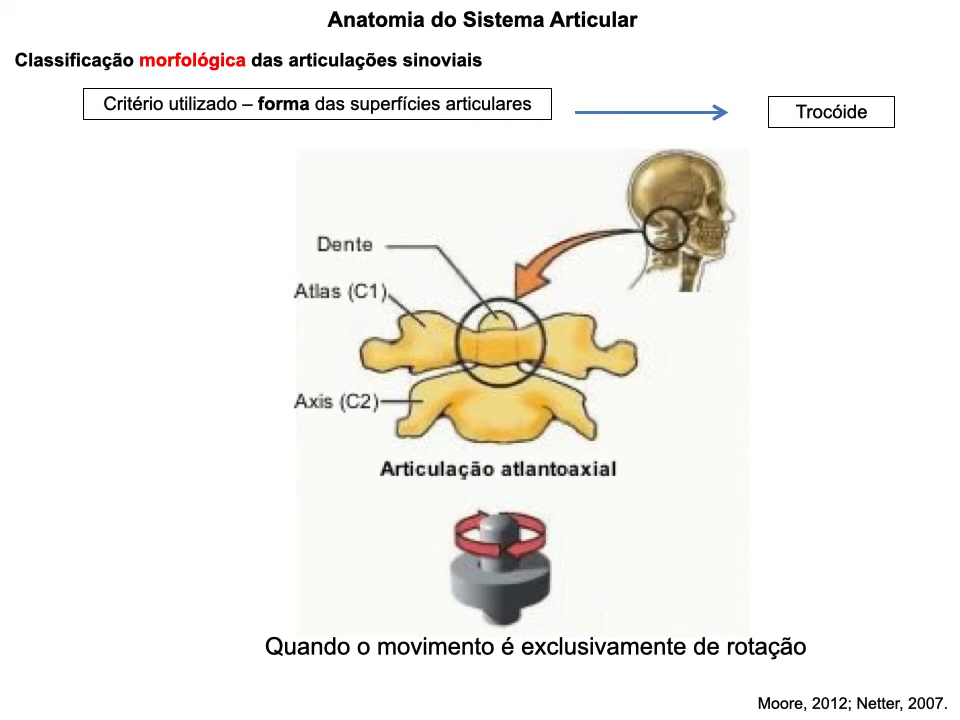 Anatomia do Sistema Articular
Classificação morfológica das articulações sinoviais
Critério utilizado – forma das superfícies articulares
Trocóide
Dente
Atlas (C1)
Axis (C2)
Articulação atlantoaxial
Quando o movimento é exclusivamente de rotação
Moore, 2012; Netter, 2007.